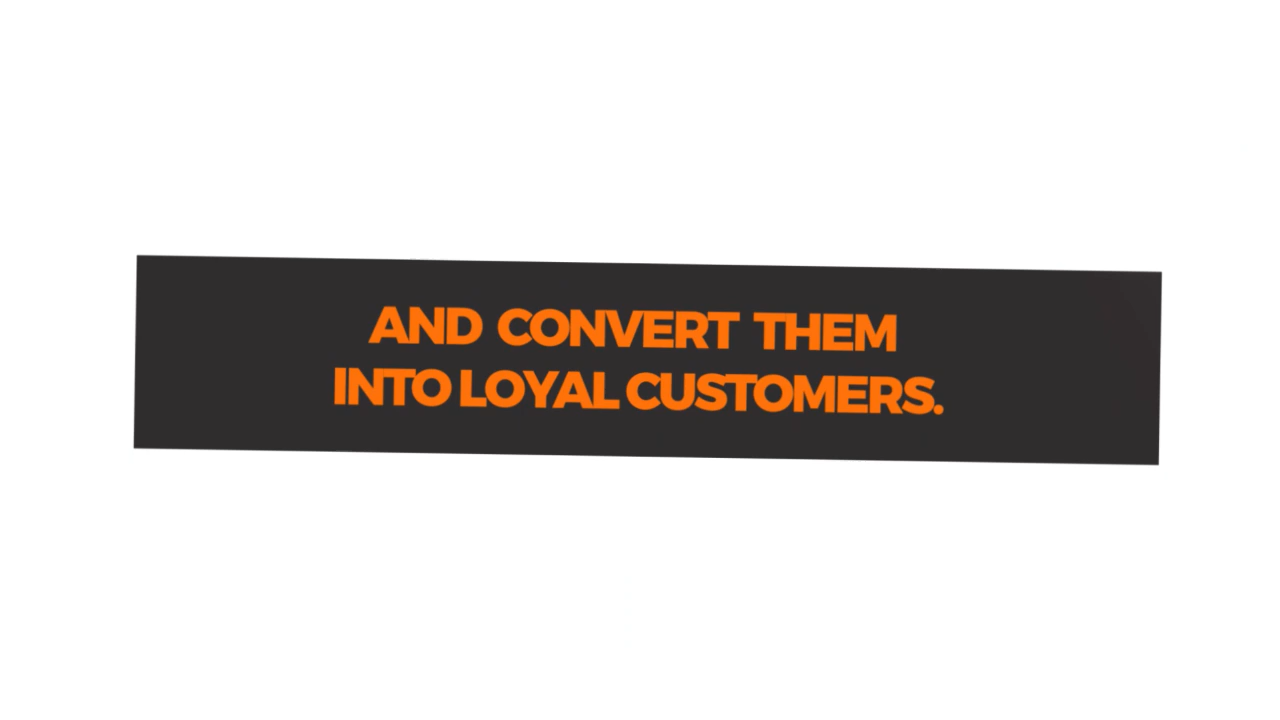 AND CONVERT THEM
INTO LOYAL CUSTOMERS.